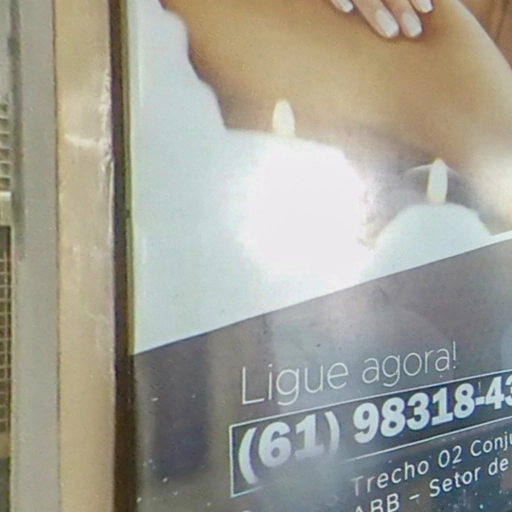 Ligue agora!
(61) 98318-43
Trecho 02 Conju
ABB – Setor de